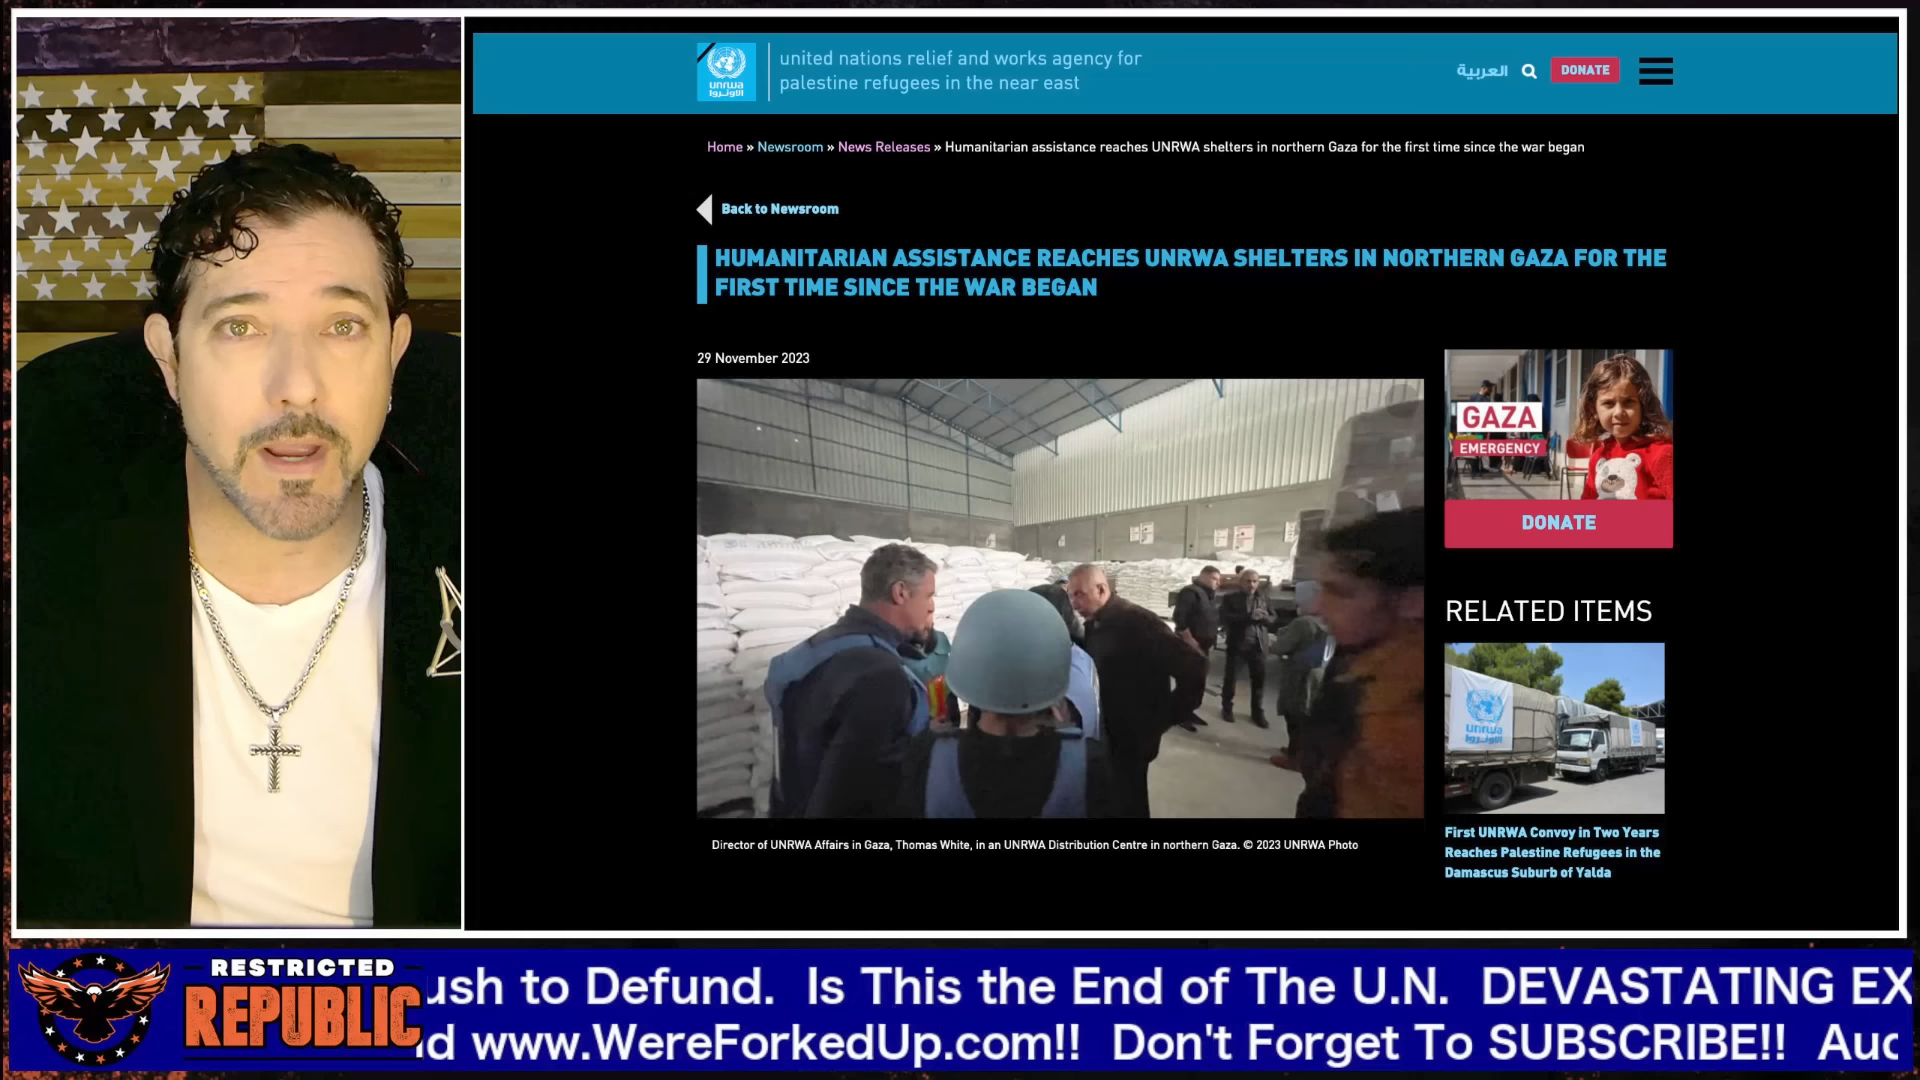 unrwa
الاونروا
united nations relief and works agency for
palestine refugees in the near east
العربية
DONATE
Home » Newsroom » News Releases » Humanitarian assistance reaches UNRWA shelters in northern Gaza for the first time since the war began
Back to Newsroom
HUMANITARIAN ASSISTANCE REACHES UNRWA SHELTERS IN NORTHERN GAZA FOR THE
FIRST TIME SINCE THE WAR BEGAN
29 November 2023
Director of UNRWA Affairs in Gaza, Thomas White, in an UNRWA Distribution Centre in northern Gaza. © 2023 UNRWA Photo
GAZA
EMERGENCY
DONATE
RELATED ITEMS
unrwa
الاونروا
First UNRWA Convoy in Two Years
Reaches Palestine Refugees in the
Damascus Suburb of Yalda
RESTRICTED
REPUBLIC
ush to Defund. Is This the End of The U.N. DEVASTATING EX
d www.WereForkedUp.com!! Don't Forget To SUBSCRIBE!! Auc